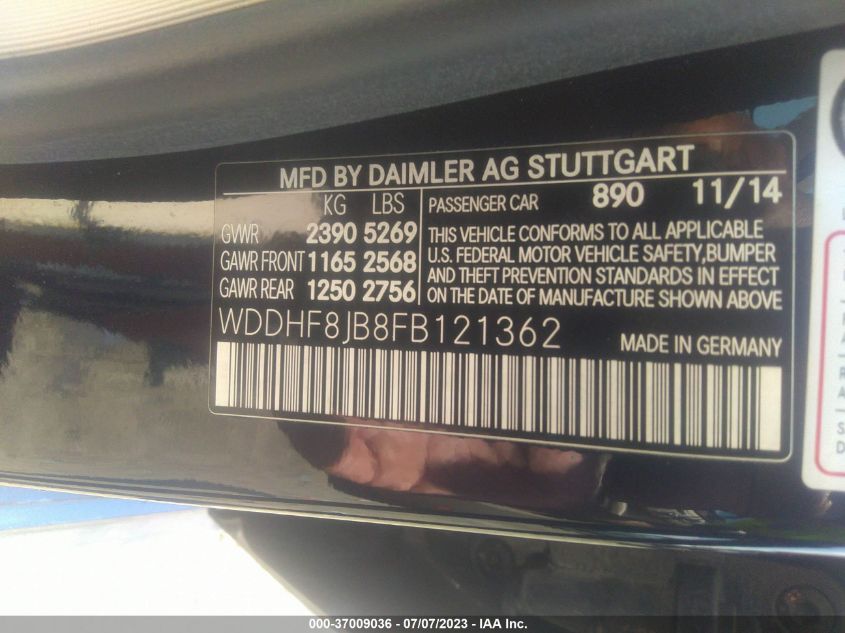 MFD BY DAIMLER AG STUTTGART
KG LBS
GVWR 2390 5269
GAWR FRONT 1165 2568
GAWR REAR 1250 2756
PASSENGER CAR 890 11/14
THIS VEHICLE CONFORMS TO ALL APPLICABLE
U.S. FEDERAL MOTOR VEHICLE SAFETY,BUMPER
AND THEFT PREVENTION STANDARDS IN EFFECT
ON THE DATE OF MANUFACTURE SHOWN ABOVE
WDDHF8JB8FB121362
MADE IN GERMANY
000-37009036 - 07/07/2023 - IAA Inc.